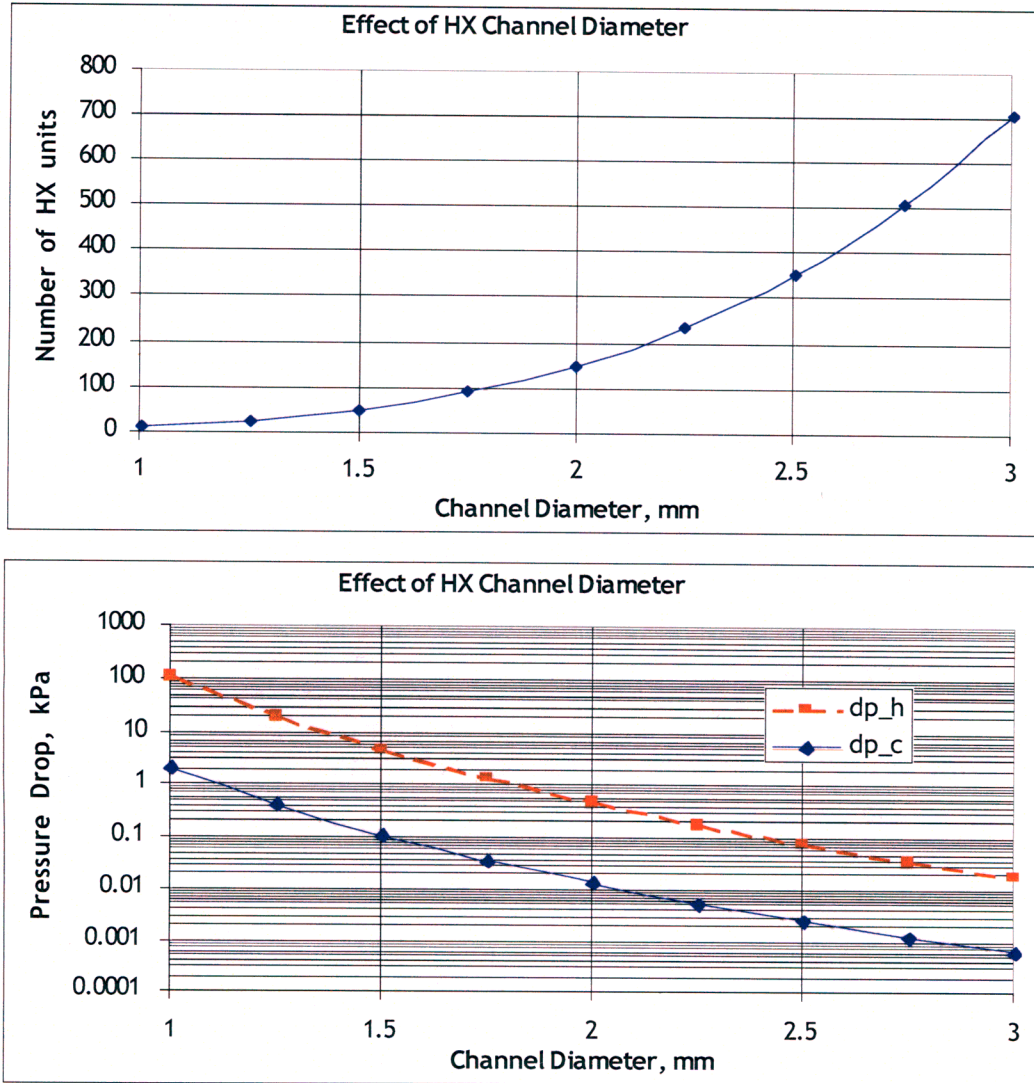 Effect of HX Channel Diameter
800
700
600
500
400
300
200
100
0
Number of HX units
1 1.5 2 2.5 3
Channel Diameter, mm
Effect of HX Channel Diameter
1000
100
10
1
0.1
0.01
0.001
0.0001
Pressure Drop, kPa
dp_h
dp_c
1 1.5 2 2.5 3
Channel Diameter, mm